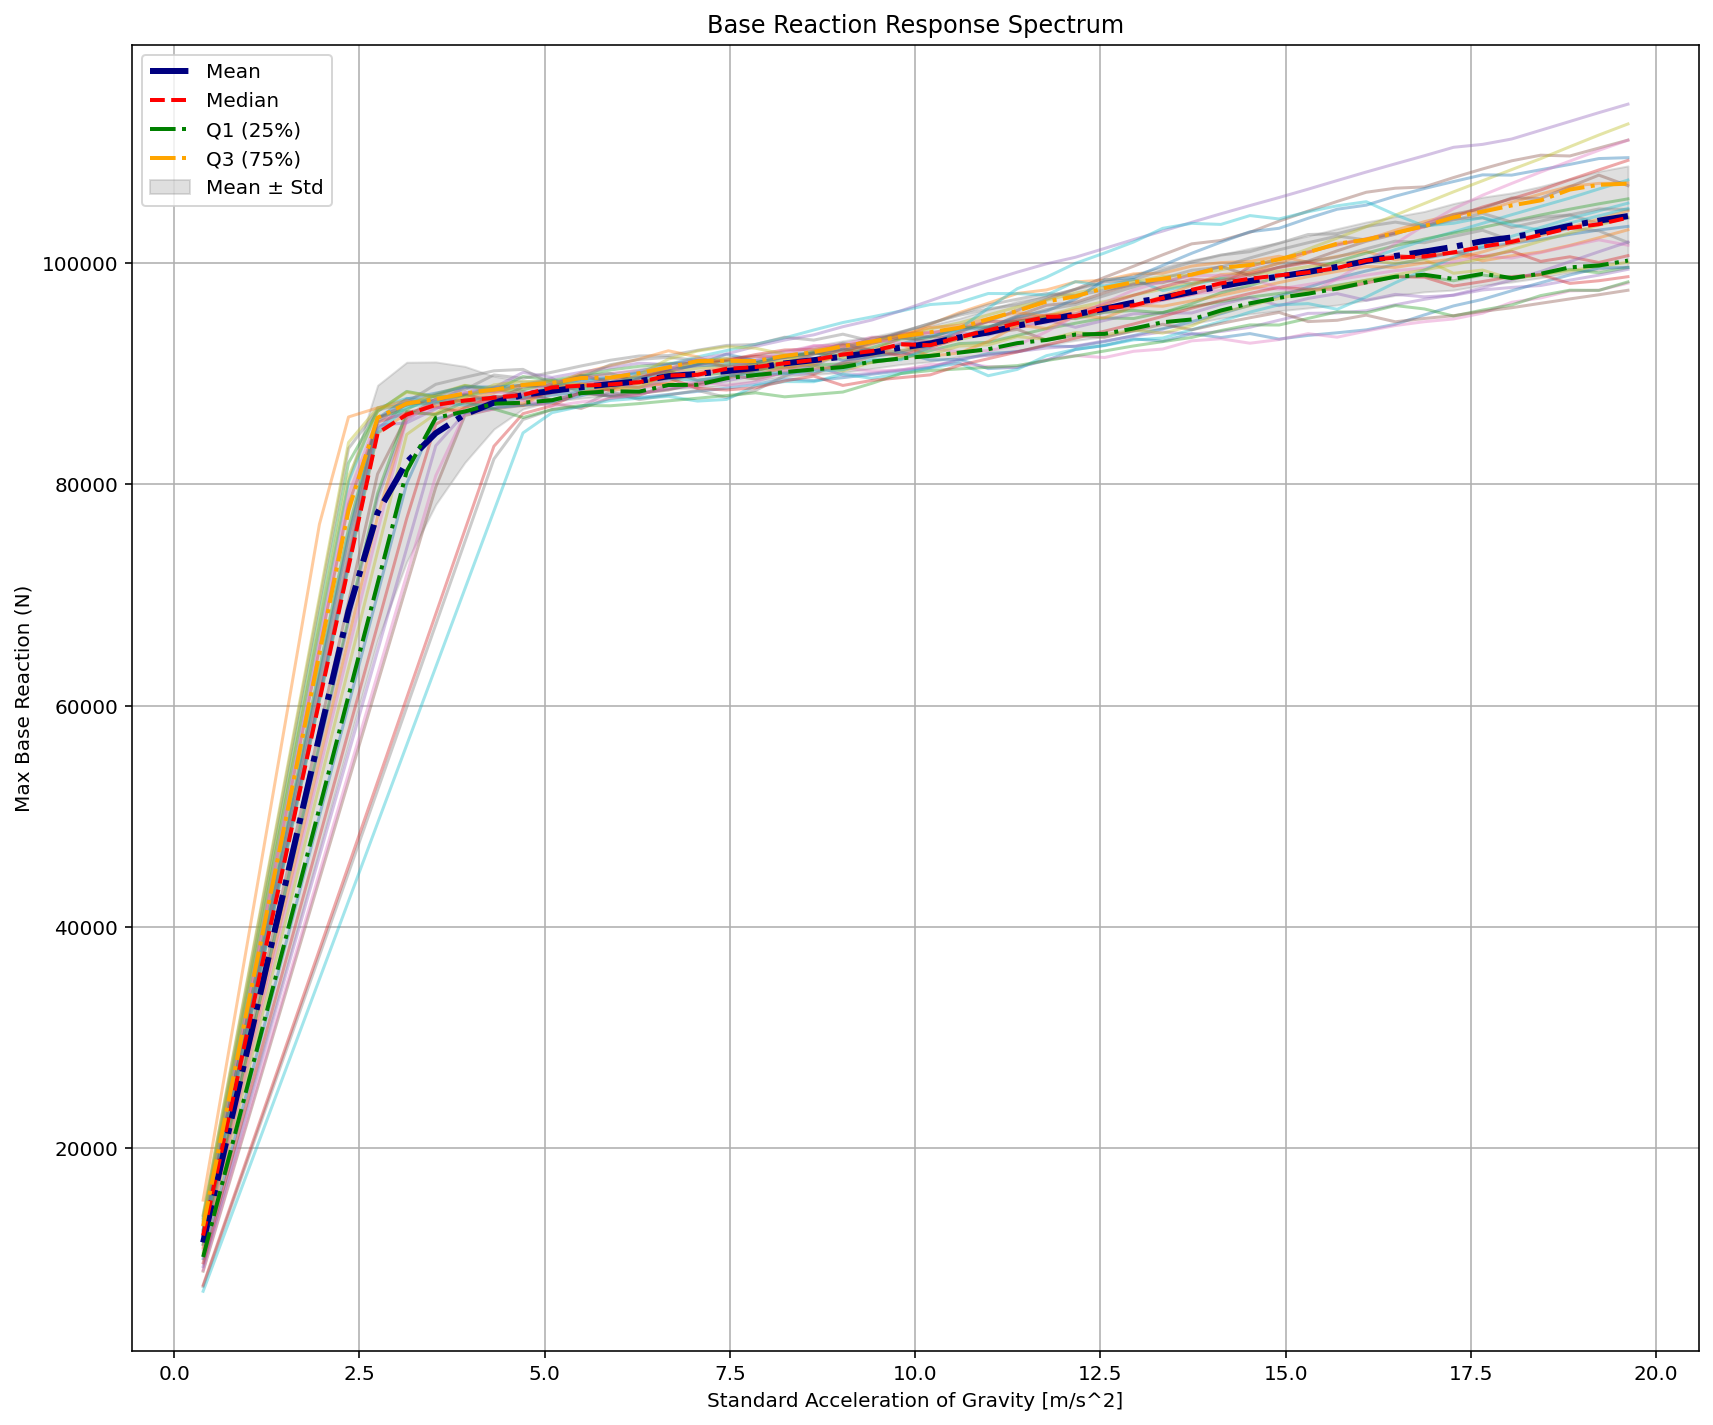 Base Reaction Response Spectrum
Mean
Median
Q1 (25%)
Q3 (75%)
Mean ± Std
Max Base Reaction (N)
100000
80000
60000
40000
20000
0.0 2.5 5.0 7.5 10.0 12.5 15.0 17.5 20.0
Standard Acceleration of Gravity [m/s^2]